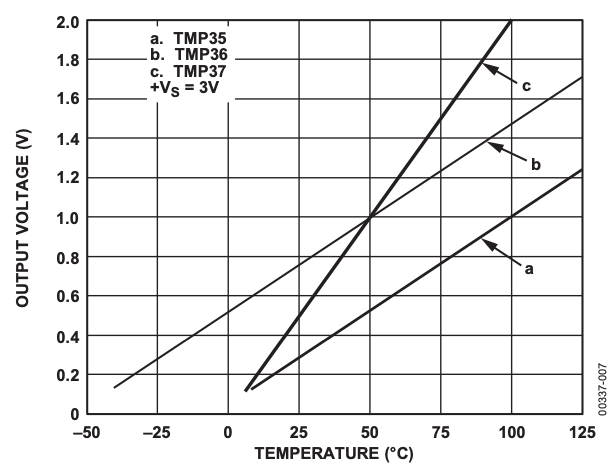 2.0
1.8
1.6
1.4
1.2
1.0
0.8
0.6
0.4
0.2
0
OUTPUT VOLTAGE (V)
a. TMP35
b. TMP36
c. TMP37
+VS = 3V
c
b
a
–50 –25 0 25 50 75 100 125
TEMPERATURE (°C)
00337-007